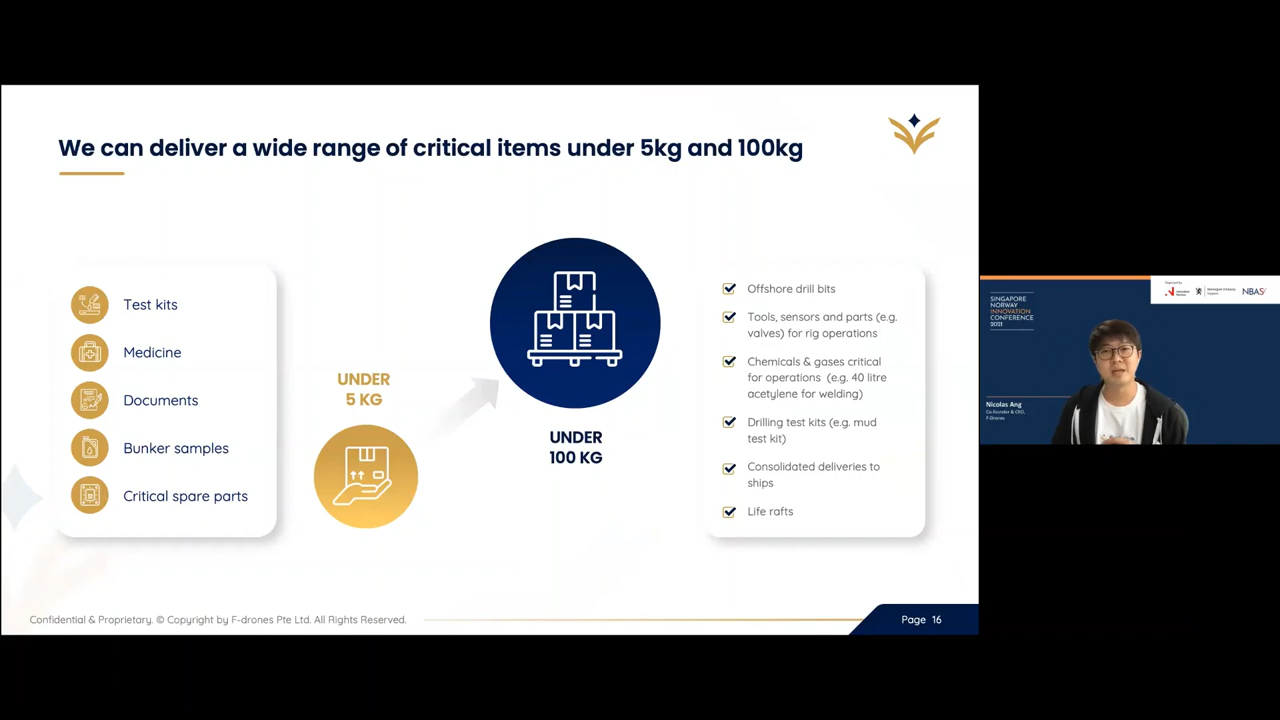 We can deliver a wide range of critical items under 5kg and 100kg
Test kits
Medicine
Documents
Bunker samples
Critical spare parts
UNDER
5 KG
UNDER
100 KG
Offshore drill bits
Tools, sensors and parts (e.g.
valves) for rig operations
Chemicals & gases critical
for operations (e.g. 40 litre
acetylene for welding)
Drilling test kits (e.g. mud
test kit)
Consolidated deliveries to
ships
Life rafts
Confidential & Proprietary. © Copyright by F-drones Pte Ltd. All Rights Reserved.
Page 16
SINGAPORE
NORWAY
INNOVATION
CONFERENCE
2021
Nicolas Ang
Co-founder & CEO,
F-Drones
NBAS